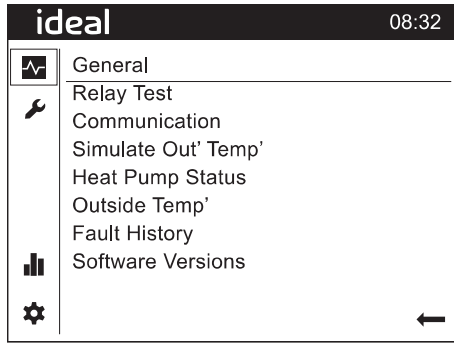 ideal 08:32
General
Relay Test
Communication
Simulate Out' Temp'
Heat Pump Status
Outside Temp'
Fault History
Software Versions